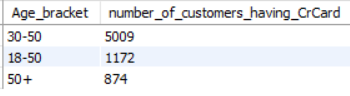 Age_bracket number_of_customers_having_CrCard
30-50 5009
18-50 1172
50+ 874